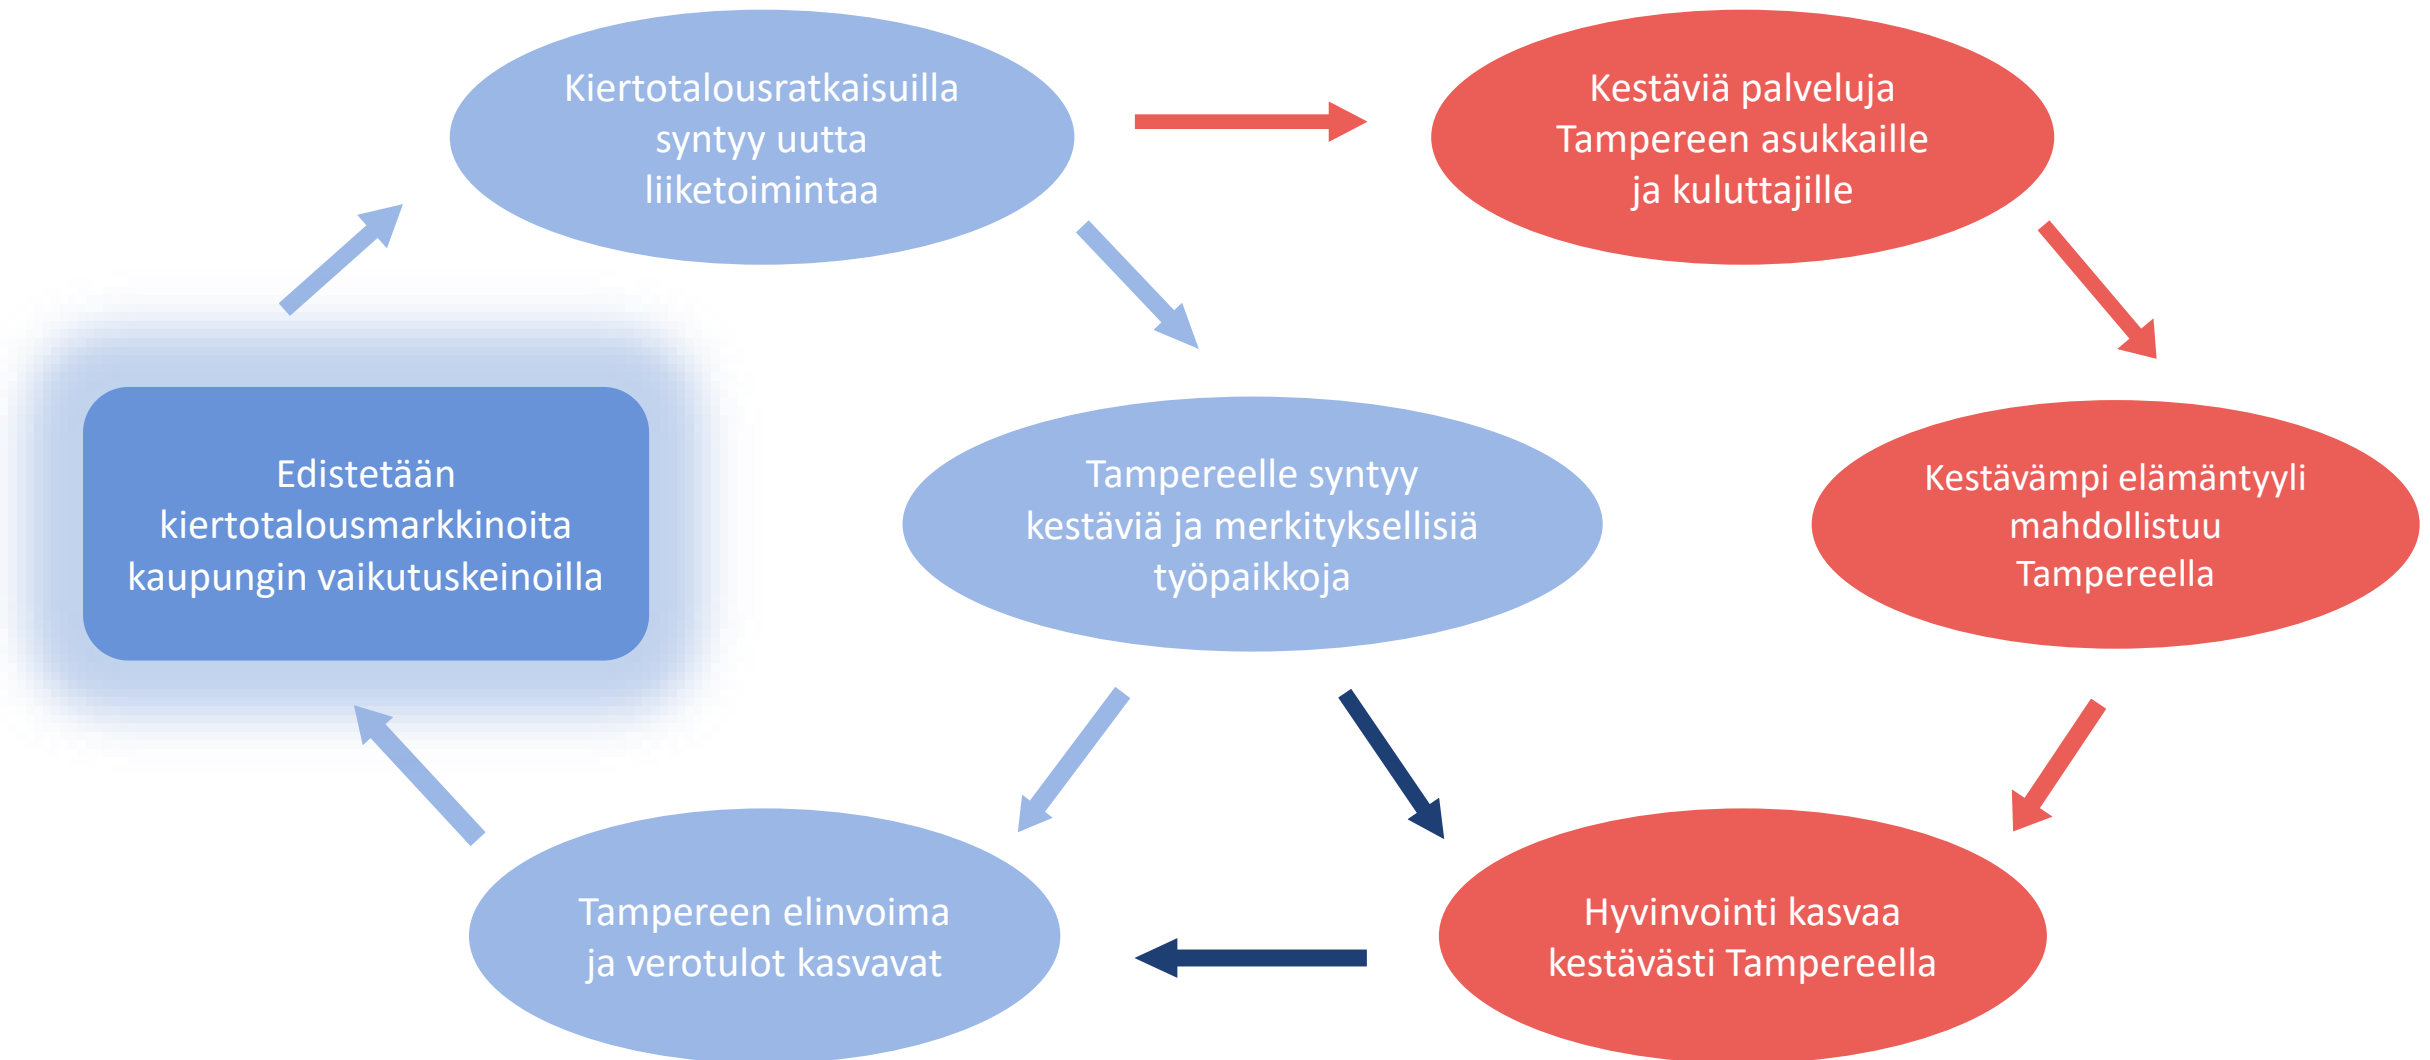 Kiertotalousratkaisuilla
syntyy uutta
liiketoimintaa
Kestäviä palveluja
Tampereen asukkaille
ja kuluttajille
Edistetään
kiertotalousmarkkinoita
kaupungin vaikutuskeinoilla
Tampereelle syntyy
kestäviä ja merkityksellisiä
työpaikkoja
Kestävämpi elämäntyyli
mahdollistuu
Tampereella
Tampereen elinvoima
ja verotulot kasvavat
Hyvinvointi kasvaa
kestävästi Tampereella